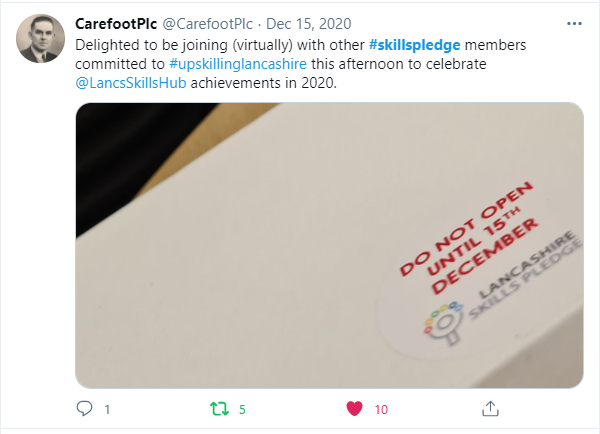 CarefootPlc @CarefootPlc · Dec 15, 2020
Delighted to be joining (virtually) with other #skillspledge members
committed to #upskillinglancashire this afternoon to celebrate
@LancsSkillsHub achievements in 2020.
DO NOT OPEN
UNTIL 15TH
DECEMBER
LANCASHIRE
SKILLS PLEDGE
1 5 10